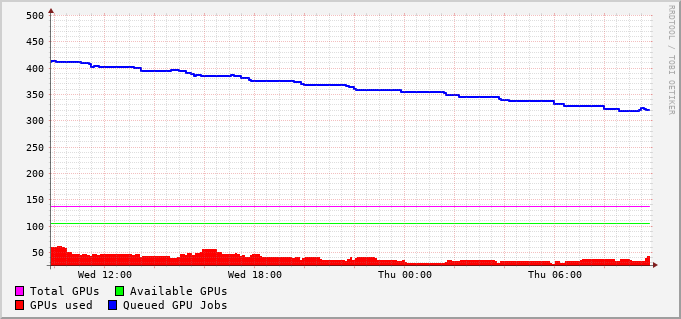 500
450
400
350
300
250
200
150
100
50
Wed 12:00 Wed 18:00 Thu 00:00 Thu 06:00
Total GPUs Available GPUs
GPUs used Queued GPU Jobs
RRDTOOL / TOBI OETIKER